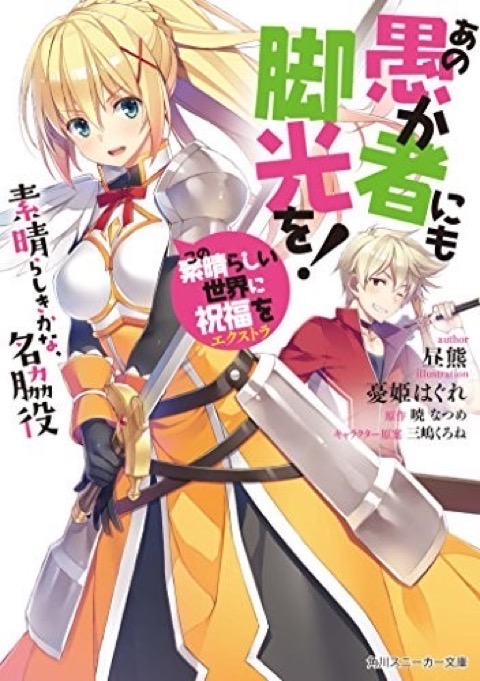 あの
愚か者にも
脚光を！
この
素晴らしい
世界に
祝福を
エクストラ
素晴らしきかな、
名脇役
author
昼熊
illustration
憂姫はぐれ
原作 暁 なつめ
キャラクター原案 三嶋くろね
角川スニーカー文庫